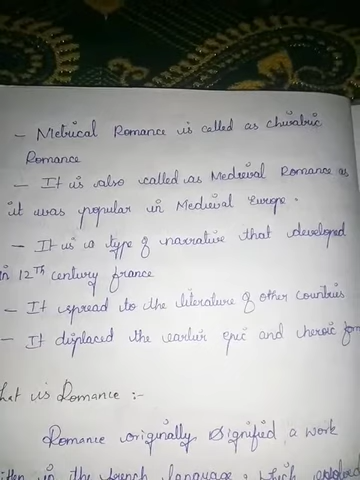 - Metrical Romance is called as Chivalric
Romance
- It is also called as Medieval Romance as
it was popular in Medieval Europe.
- It is a type of narrative that developed
in 12th century france
- It spread to the literature of other Countries
- It displaced the earlier epic and heroic form
hat is Romance :-
Romance originally Signified a work
itten in the french language, which